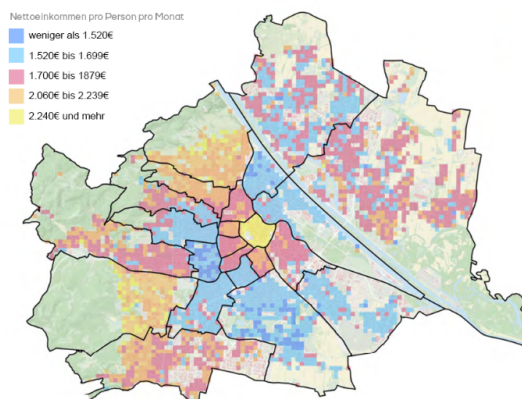 Nettoeinkommen pro Person pro Monat
weniger als 1.520€
1.520€ bis 1.699€
1.700€ bis 1879€
2.060€ bis 2.239€
2.240€ und mehr